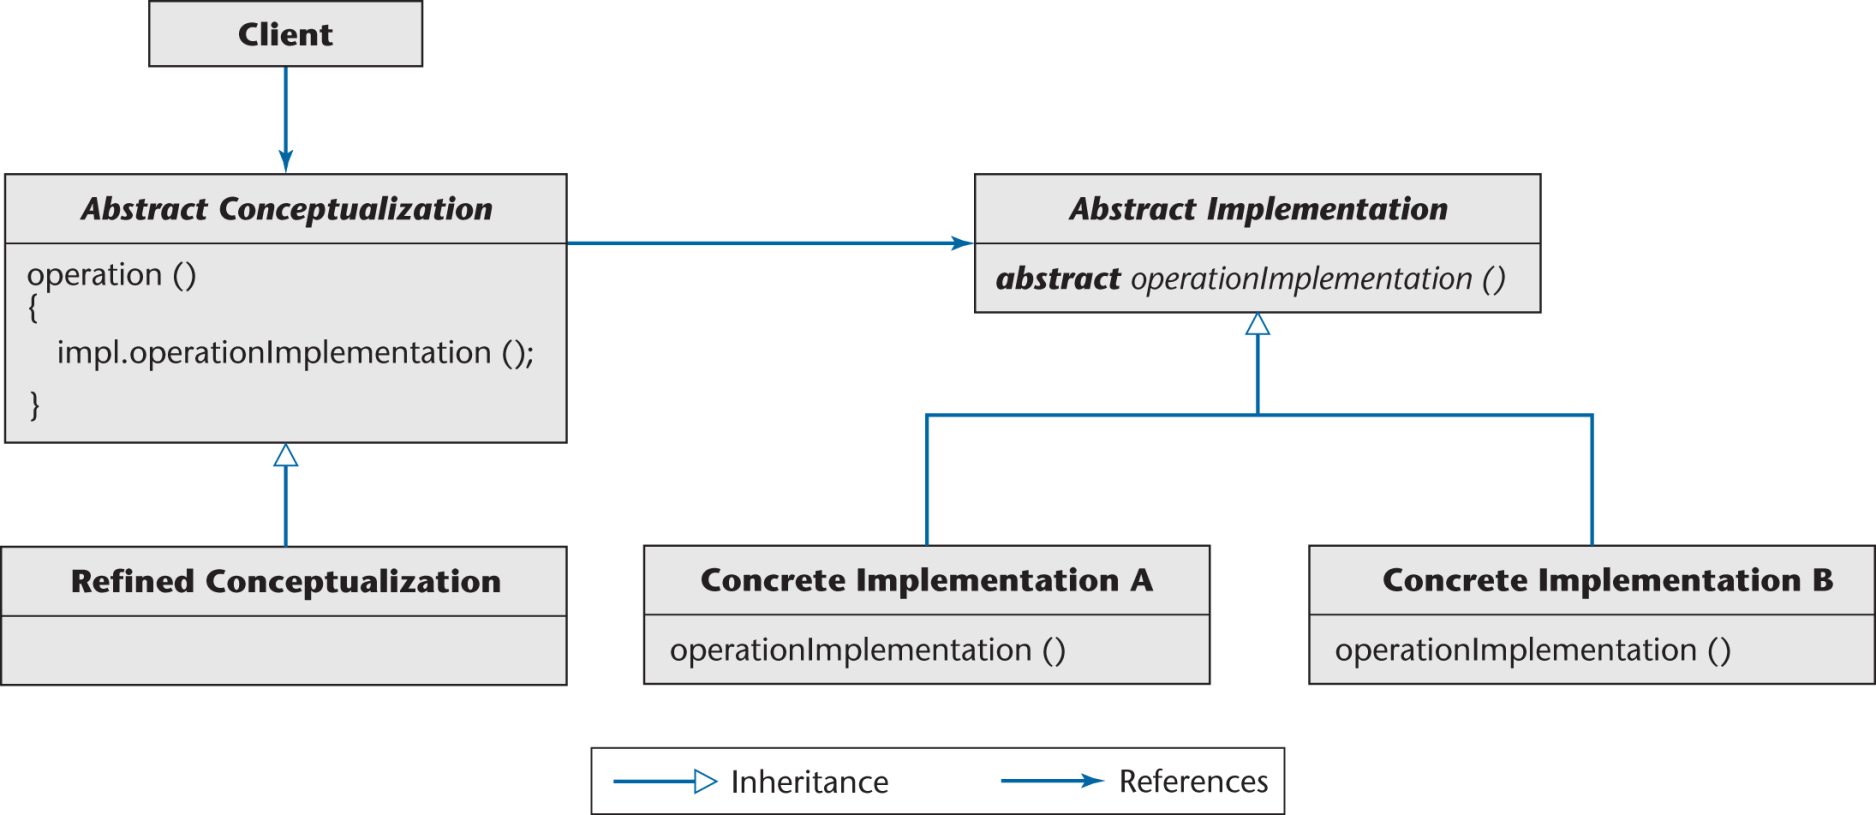 Client
Abstract Conceptualization
operation ()
{
impl.operationImplementation ();
}
Abstract Implementation
abstract operationImplementation ()
Refined Conceptualization
Concrete Implementation A
operationImplementation ()
Concrete Implementation B
operationImplementation ()
Inheritance
References